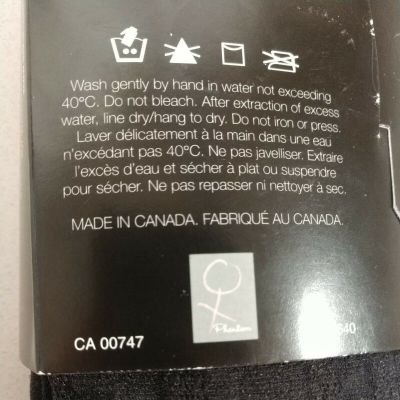 Wash gently by hand in water not exceeding
40°C. Do not bleach. After extraction of excess
water, line dry/hang to dry. Do not iron or press.
Laver délicatement à la main dans une eau
n'excédant pas 40°C. Ne pas javelliser. Extraire
l'excès d'eau et sécher à plat ou suspendre
pour sécher. Ne pas repasser ni nettoyer à sec.
MADE IN CANADA. FABRIQUÉ AU CANADA.
Phantom
640
CA 00747